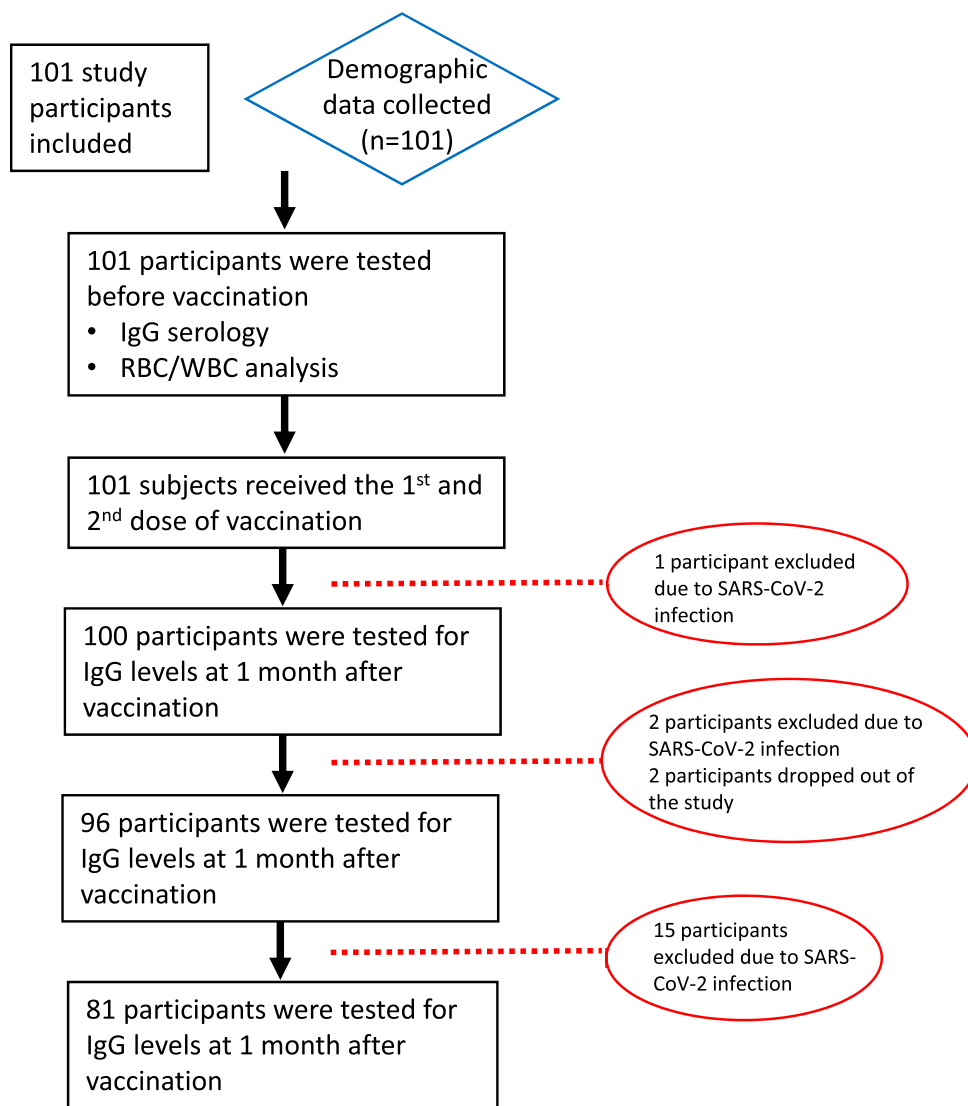 101 study
participants
included
Demographic
data collected
(n=101)
101 participants were tested
before vaccination
• IgG serology
• RBC/WBC analysis
101 subjects received the 1st and
2nd dose of vaccination
1 participant excluded
due to SARS-CoV-2
infection
100 participants were tested for
IgG levels at 1 month after
vaccination
2 participants excluded due to
SARS-CoV-2 infection
2 participants dropped out of
the study
96 participants were tested for
IgG levels at 1 month after
vaccination
15 participants
excluded due to SARS-
CoV-2 infection
81 participants were tested for
IgG levels at 1 month after
vaccination